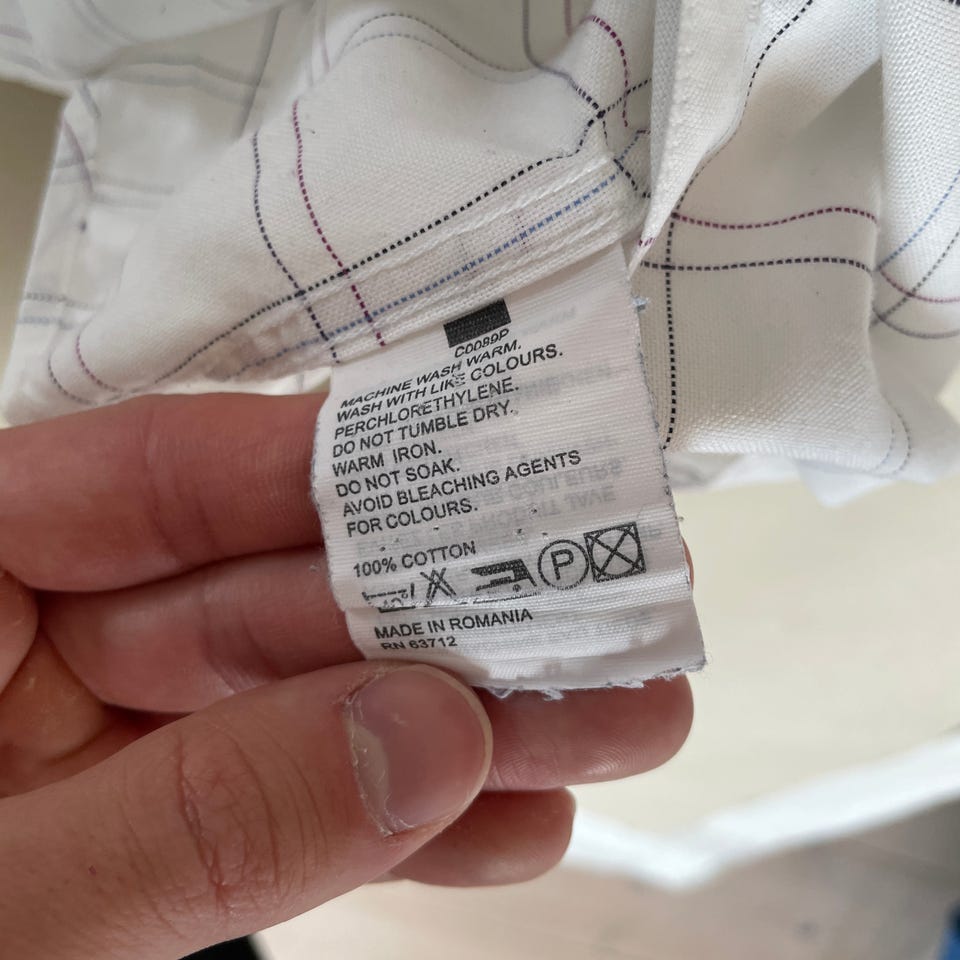 C0089P
MACHINE WASH WARM.
WASH WITH LIKE COLOURS.
PERCHLORETHYLENE.
DO NOT TUMBLE DRY.
WARM IRON.
DO NOT SOAK.
AVOID BLEACHING AGENTS
FOR COLOURS.
100% COTTON
P
MADE IN ROMANIA
RN 63712